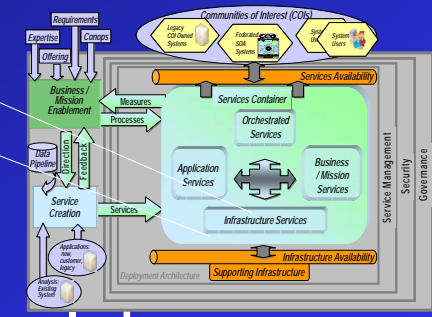 Communities of Interest (COIs)
Requirements
Expertise
Conops
Offering
Legacy
COI Owned
Systems
Federated
SOA
Systems
System
Users
Services Availability
Business /
Mission
Enablement
Measures
Processes
Services Container
Orchestrated
Services
Application
Services
Business
/ Mission
Services
Infrastructure Services
Direction
Feedback
Data
Pipeline
Service
Creation
Services
Infrastructure Availability
Supporting Infrastructure
Deployment Architecture
Applications:
new,
customer,
legacy
Analysis:
Existing
System
Service Management
Security
Governance